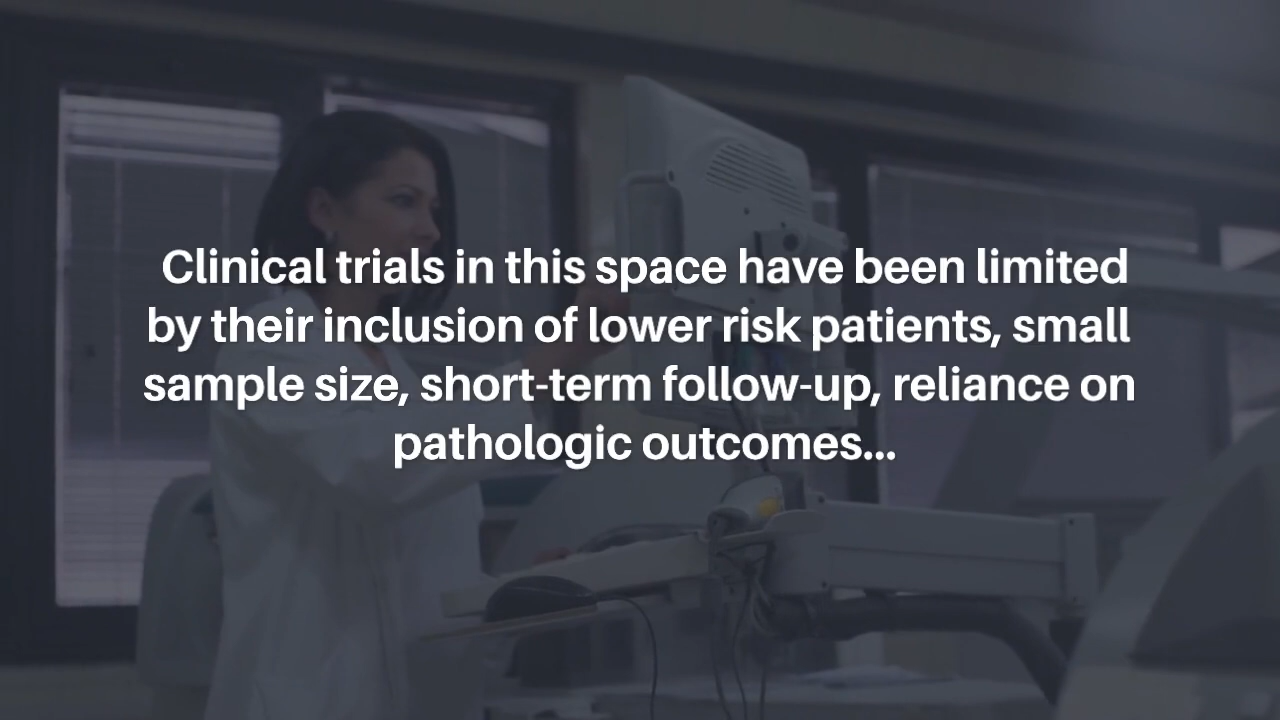 Clinical trials in this space have been limited
by their inclusion of lower risk patients, small
sample size, short-term follow-up, reliance on
pathologic outcomes...